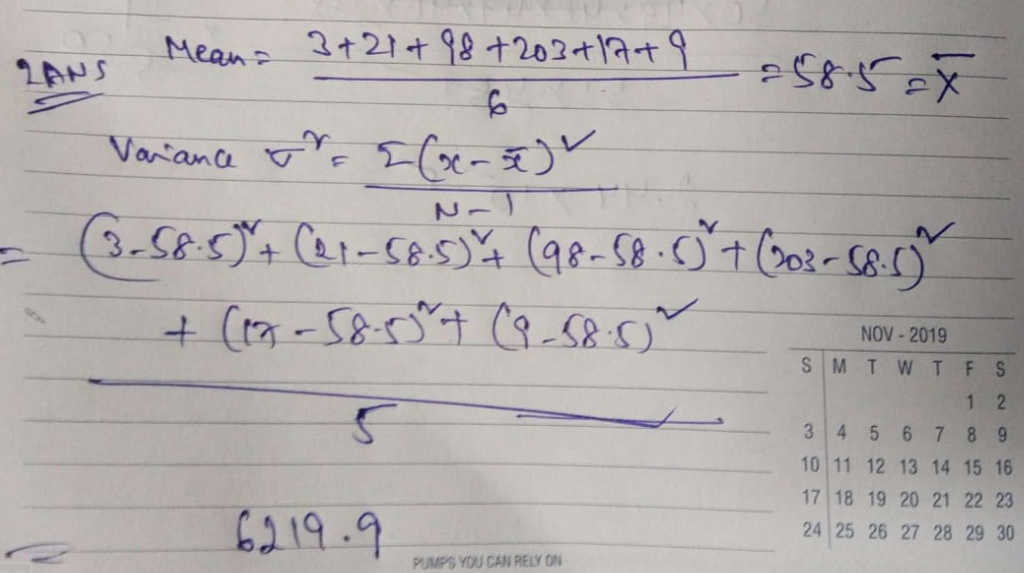 2ANS Mean = 3+21+98+203+17+9 / 6 = 58.5 = x̄
Variance σ² = Σ(x-x̄)² / N-1
= (3-58.5)² + (21-58.5)² + (98-58.5)² + (203-58.5)²
+ (17-58.5)² + (9-58.5)²
5
= 6219.9
NOV - 2019
S M T W T F S
1 2
3 4 5 6 7 8 9
10 11 12 13 14 15 16
17 18 19 20 21 22 23
24 25 26 27 28 29 30
PUMPS YOU CAN RELY ON